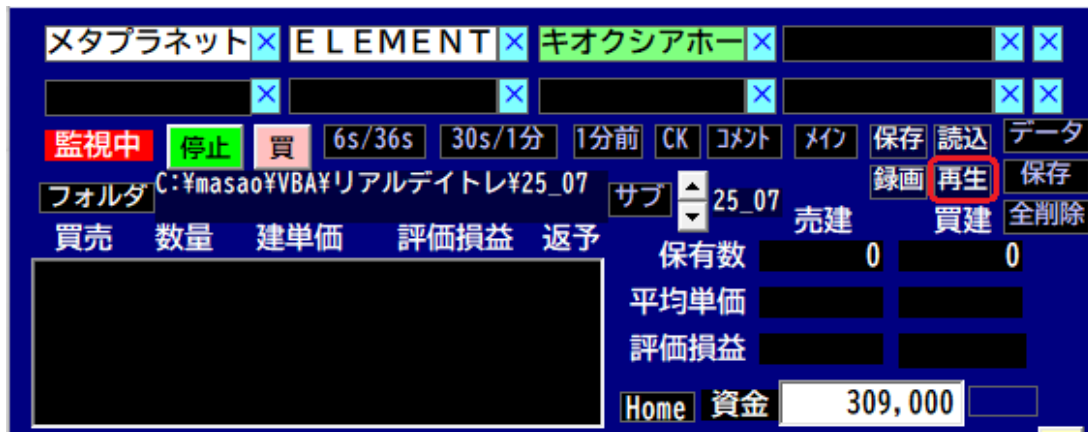 メタプラネット × ELEMENT × キオクシアホー × × ×
× × × × ×
監視中 停止 買 6s/36s 30s/1分 1分前 CK コメント メイン 保存 読込 データ
フォルダ C:¥masao¥VBA¥リアルデイトレ¥25_07 サブ 25_07 録画 再生 保存
売建 買建 全削除
買売 数量 建単価 評価損益 返予
保有数 0 0
平均単価
評価損益
Home 資金 309,000